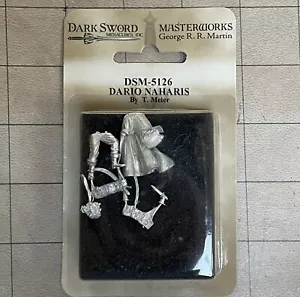 DARK SWORD
MINIATURES, INC
MASTERWORKS
George R. R. Martin
DSM-5126
DARIO NAHARIS
By T. Meier